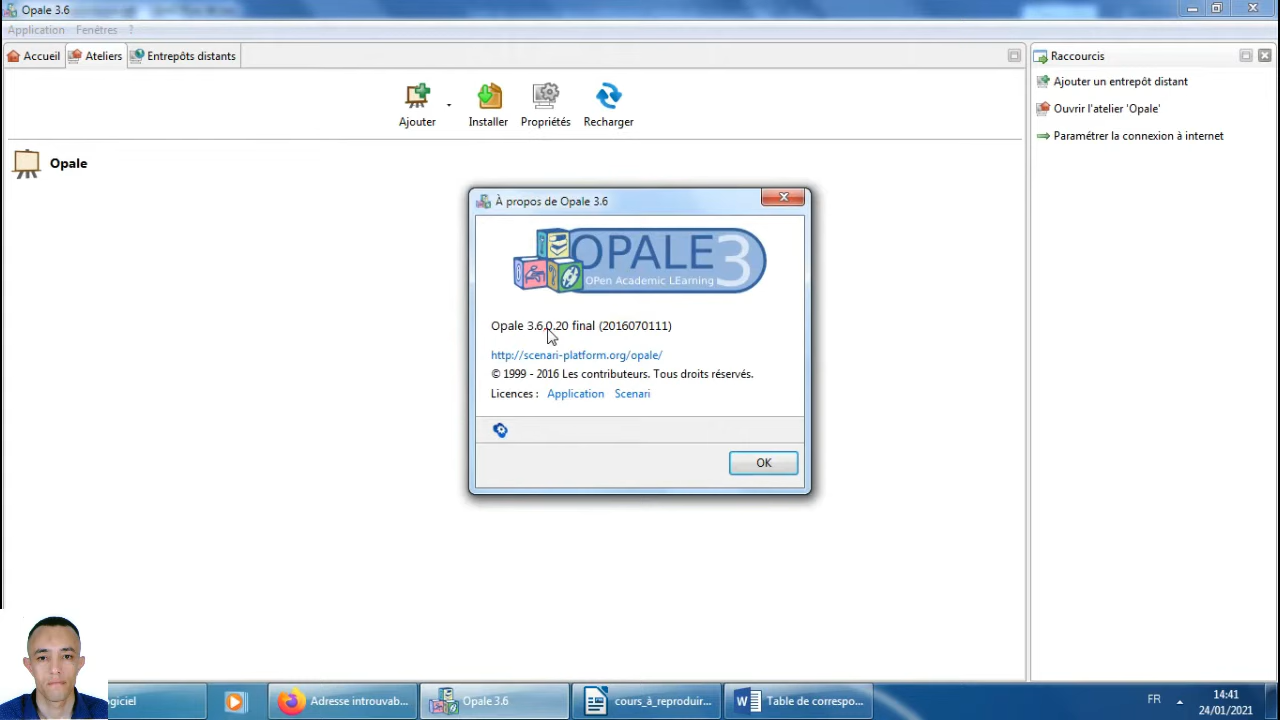 Opale 3.6
Application Fenêtres ?
Accueil Ateliers Entrepôts distants
Raccourcis
Ajouter Installer Propriétés Recharger
Ajouter un entrepôt distant
Ouvrir l'atelier 'Opale'
Paramétrer la connexion à internet
Opale
À propos de Opale 3.6
OPALE 3
OPen Academic LEarning
Opale 3.6.0.20 final (2016070111)
http://scenari-platform.org/opale/
© 1999 - 2016 Les contributeurs. Tous droits réservés.
Licences : Application Scenari
OK
Adresse introuvab... Opale 3.6 cours_à_reproduir... Table de correspo... FR 14:41
24/01/2021